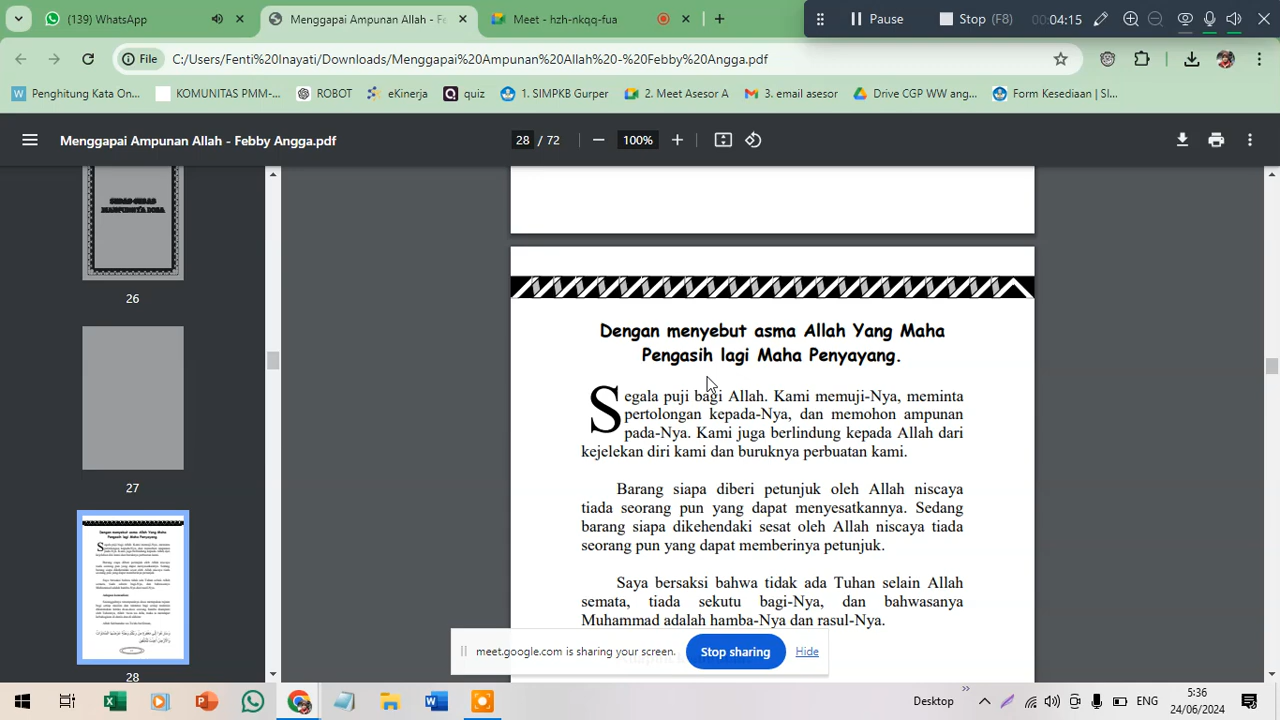 (139) WhatsApp
Menggapai Ampunan Allah - Fe
Meet - hzh-nkqq-fua
Pause
Stop (F8)
00:04:15
File
C:/Users/Fenti%20Inayati/Downloads/Menggapai%20Ampunan%20Allah%20-%20Febby%20Angga.pdf
Penghitung Kata On...
KOMUNITAS PMM-...
ROBOT
eKinerja
quiz
1. SIMPKB Gurper
2. Meet Asesor A
3. email asesor
Drive CGP WW ang...
Form Kesediaan | Sl...
Menggapai Ampunan Allah - Febby Angga.pdf
28 / 72
100%
26
27
28
Dengan menyebut asma Allah Yang Maha
Pengasih lagi Maha Penyayang.
Segala puji bagi Allah. Kami memuji-Nya, meminta
pertolongan kepada-Nya, dan memohon ampunan
pada-Nya. Kami juga berlindung kepada Allah dari
kejelekan diri kami dan buruknya perbuatan kami.
Barang siapa diberi petunjuk oleh Allah niscaya
tiada seorang pun yang dapat menyesatkannya. Sedang
barang siapa dikehendaki sesat oleh Allah niscaya tiada
seorang pun yang dapat memberinya petunjuk.
Saya bersaksi bahwa tidak ada Tuhan selain Allah
semata, tiada sekutu bagi-Nya, dan bahwasanya
Muhammad adalah hamba-Nya dan rasul-Nya.
meet.google.com is sharing your screen.
Stop sharing
Hide
Desktop
ENG
5:36
24/06/2024